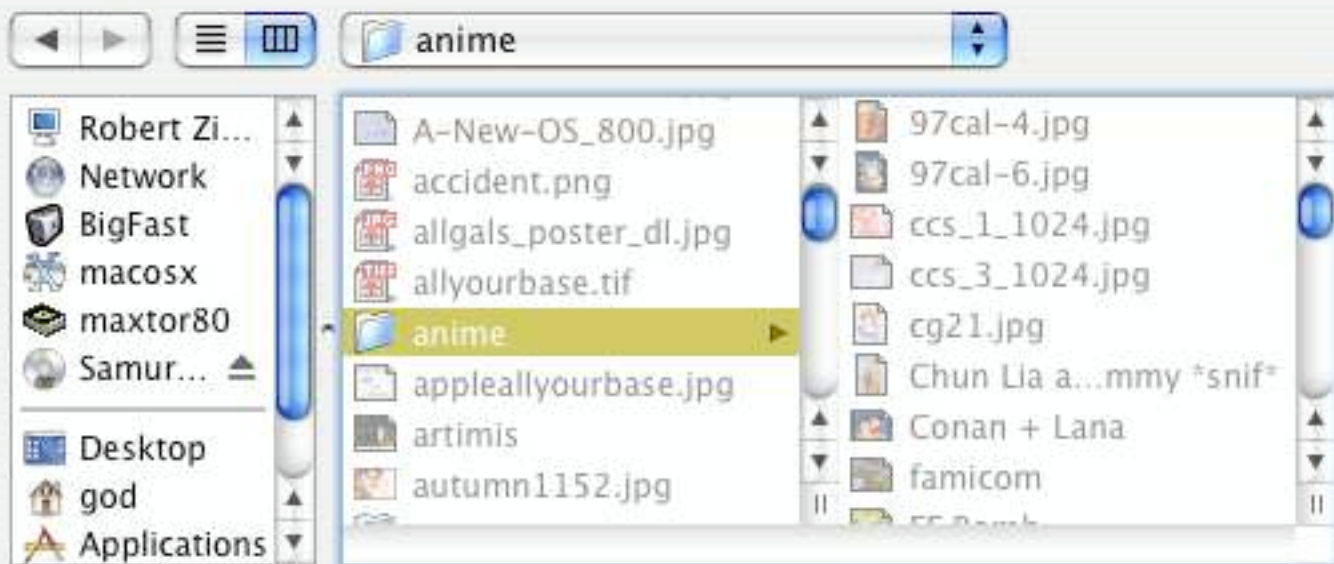 anime
Robert Zi...
Network
BigFast
macosx
maxtor80
Samur...
Desktop
god
Applications
A-New-OS_800.jpg
accident.png
allgals_poster_dl.jpg
allyourbase.tif
anime
appleallyourbase.jpg
artimis
autumn1152.jpg
97cal-4.jpg
97cal-6.jpg
ccs_1_1024.jpg
ccs_3_1024.jpg
cg21.jpg
Chun Lia a...mmy *snif*
Conan + Lana
famicom